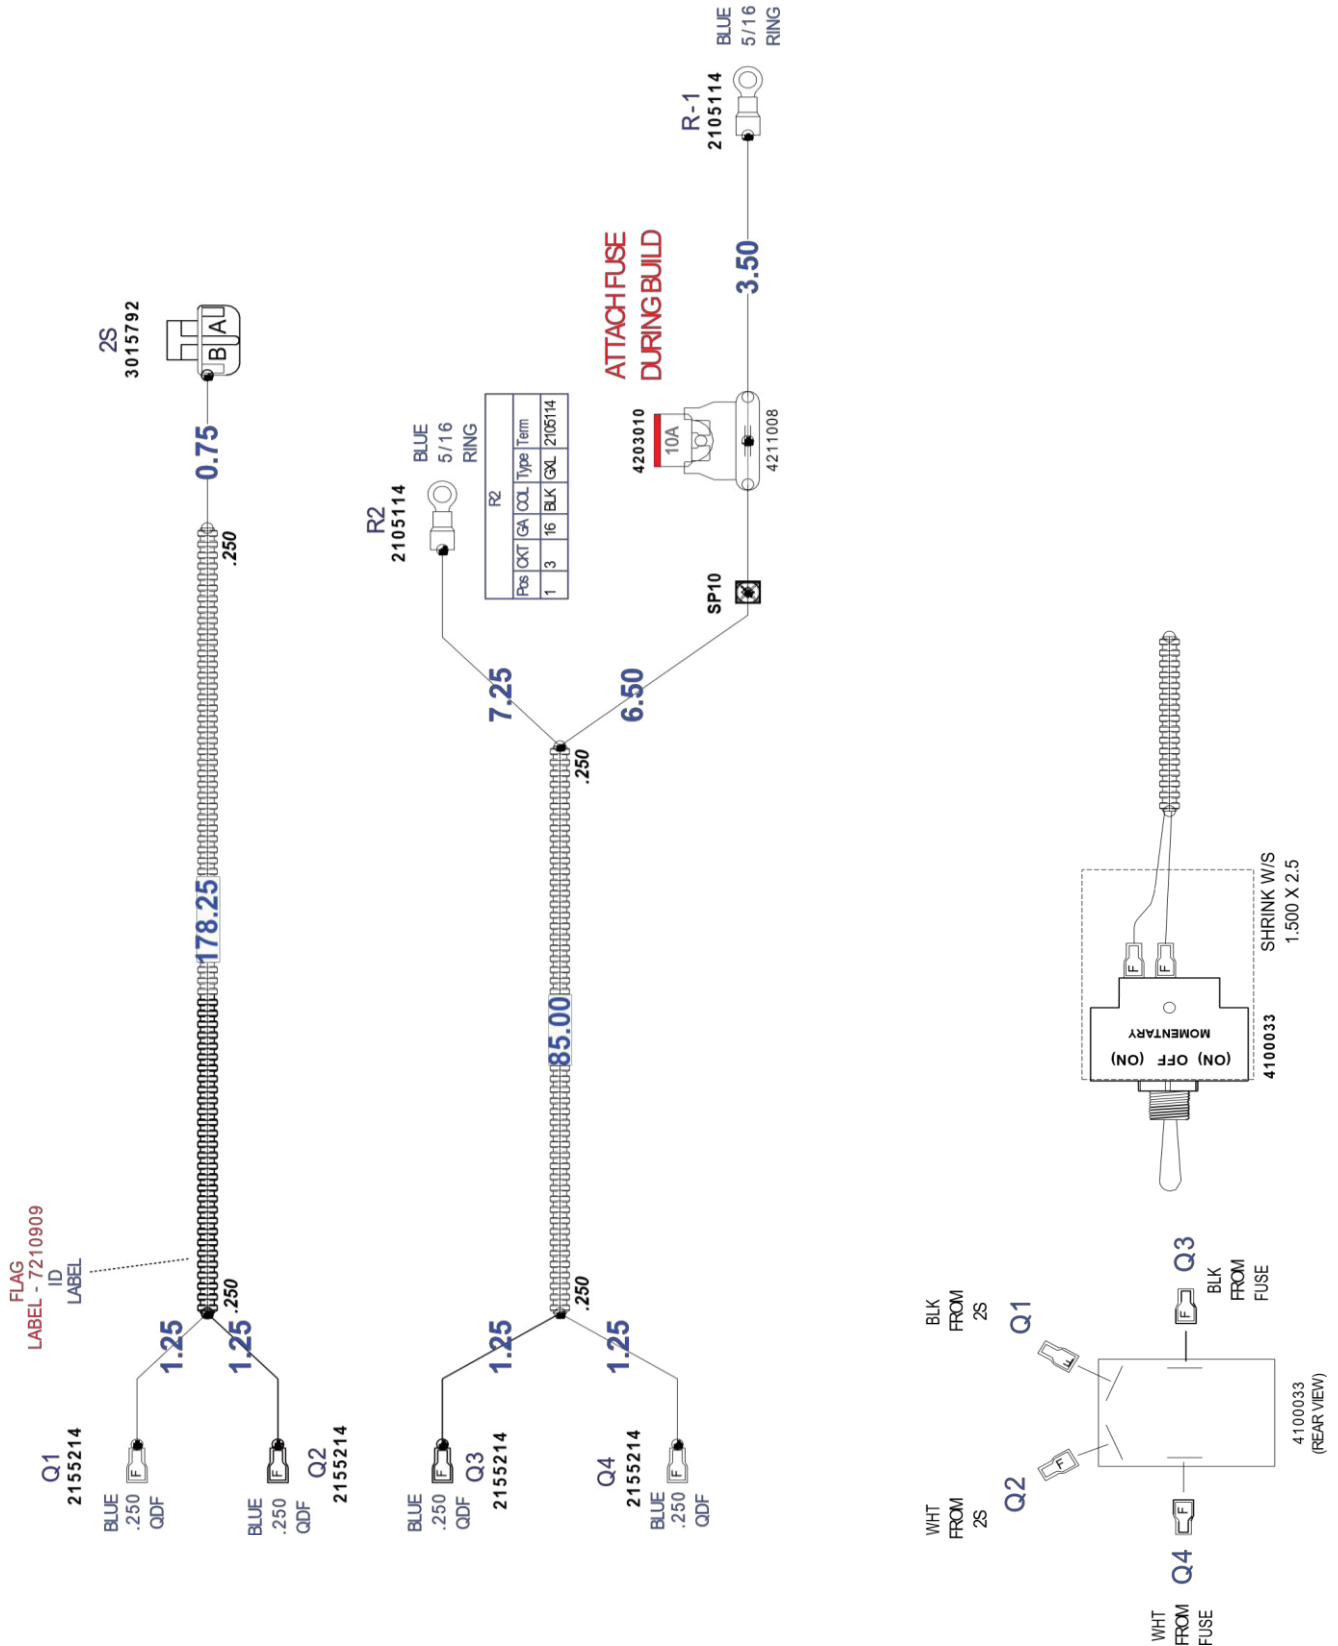 FLAG
LABEL - 7210909
ID
LABEL
Q1
2155214
BLUE
.250
QDF
F
1.25
1.25
F
BLUE
.250
QDF
Q2
2155214
.250
178.25
.250
0.75
2S
3015792
B A
Q3
2155214
BLUE
.250
QDF
F
1.25
1.25
Q4
2155214
BLUE
.250
QDF
F
.250
85.00
.250
7.25
6.50
R2
2105114
BLUE
5/16
RING
R2
Pos CKT GA COL Type Term
1 3 16 BLK GXL 2105114
SP10
ATTACH FUSE
DURING BUILD
4203010
10A
4211008
3.50
R-1
2105114
BLUE
5/16
RING
WHT
FROM
2S
Q2
F
BLK
FROM
2S
Q1
F
WHT
FROM
FUSE
Q4
F
F
Q3
BLK
FROM
FUSE
4100033
(REAR VIEW)
(ON) OFF (ON)
MOMENTARY
F
F
4100033
SHRINK W/S
1.500 X 2.5